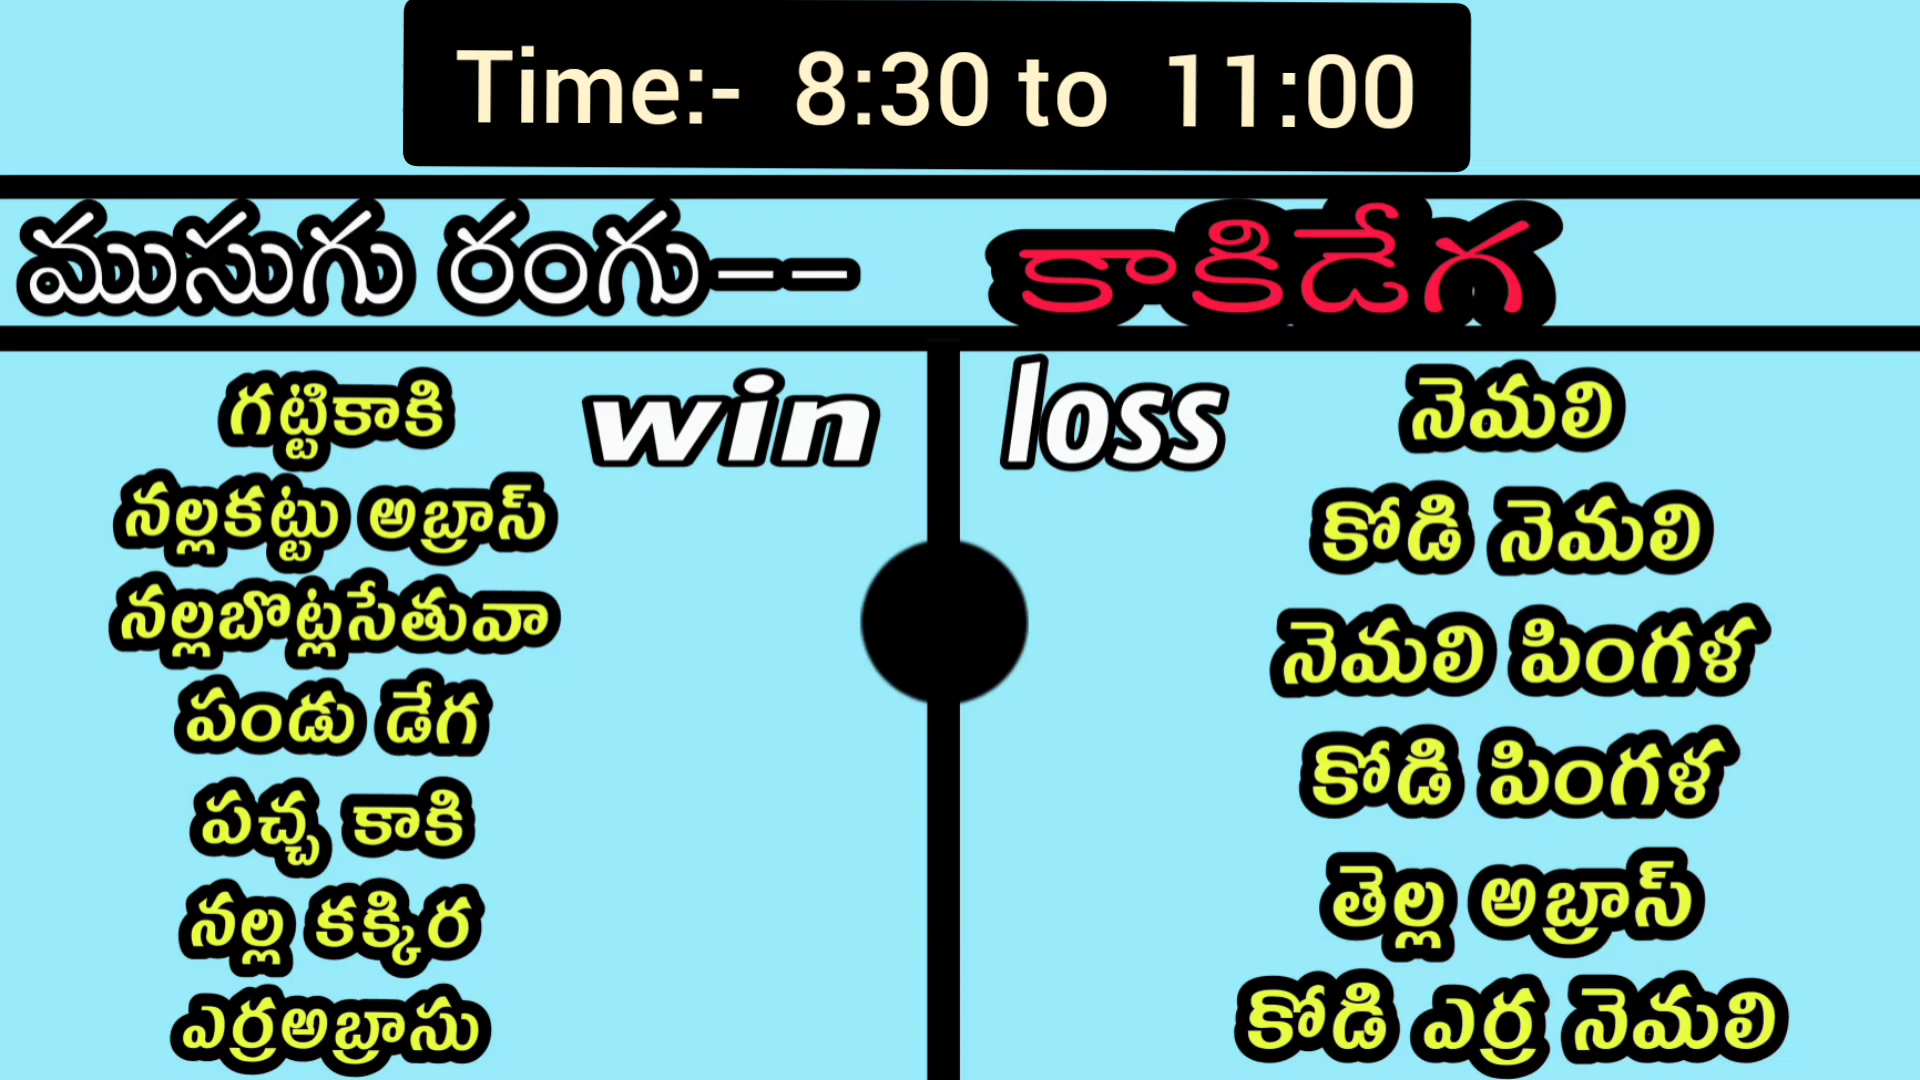 Time:- 8:30 to 11:00
ముసుగు రంగు-- కాకిడేగ
win
గట్టికాకి
నల్లకట్టు అబ్రాస్
నల్లబొట్లసేతువా
పండు డేగ
పచ్చ కాకి
నల్ల కక్కిర
ఎర్రఅబ్రాసు
loss
నెమలి
కోడి నెమలి
నెమలి పింగళ
కోడి పింగళ
తెల్ల అబ్రాస్
కోడి ఎర్ర నెమలి